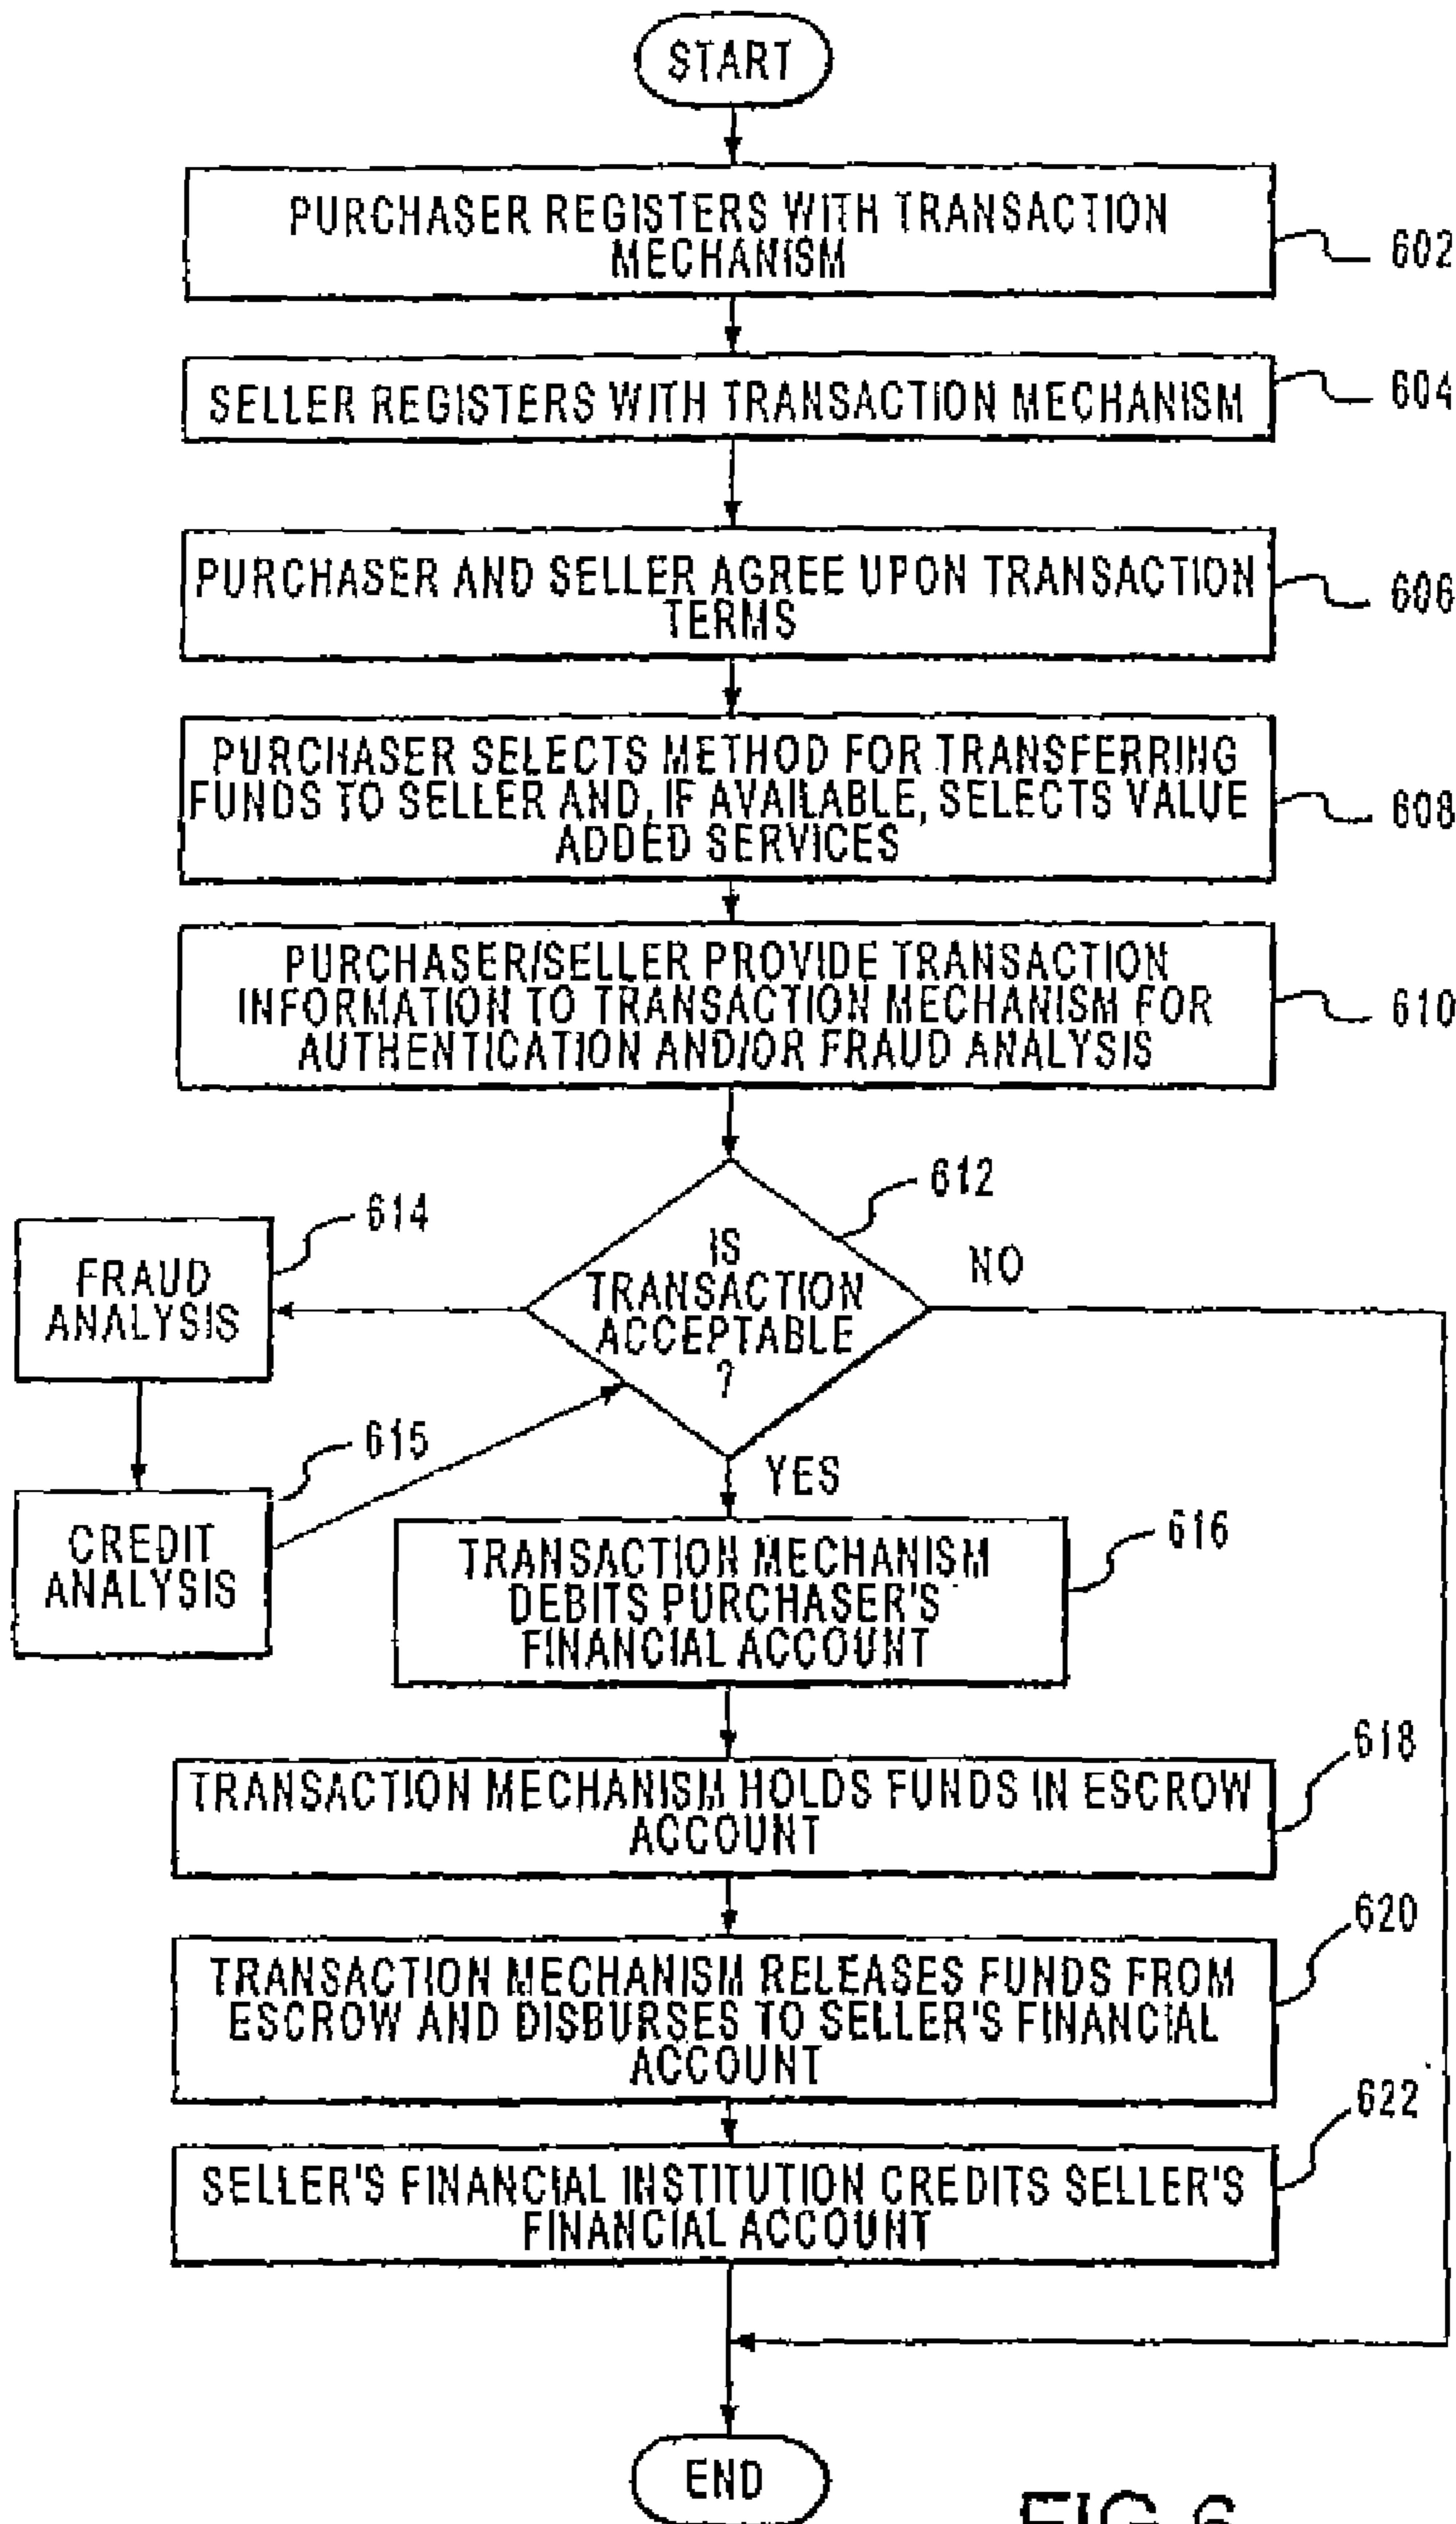 START
PURCHASER REGISTERS WITH TRANSACTION
MECHANISM
602
SELLER REGISTERS WITH TRANSACTION MECHANISM
604
PURCHASER AND SELLER AGREE UPON TRANSACTION
TERMS
606
PURCHASER SELECTS METHOD FOR TRANSFERRING
FUNDS TO SELLER AND, IF AVAILABLE, SELECTS VALUE
ADDED SERVICES
608
PURCHASER/SELLER PROVIDE TRANSACTION
INFORMATION TO TRANSACTION MECHANISM FOR
AUTHENTICATION AND/OR FRAUD ANALYSIS
610
612
IS
TRANSACTION
ACCEPTABLE
?
NO
614
FRAUD
ANALYSIS
615
CREDIT
ANALYSIS
YES
616
TRANSACTION MECHANISM
DEBITS PURCHASER'S
FINANCIAL ACCOUNT
618
TRANSACTION MECHANISM HOLDS FUNDS IN ESCROW
ACCOUNT
620
TRANSACTION MECHANISM RELEASES FUNDS FROM
ESCROW AND DISBURSES TO SELLER'S FINANCIAL
ACCOUNT
622
SELLER'S FINANCIAL INSTITUTION CREDITS SELLER'S
FINANCIAL ACCOUNT
END
FIG.6